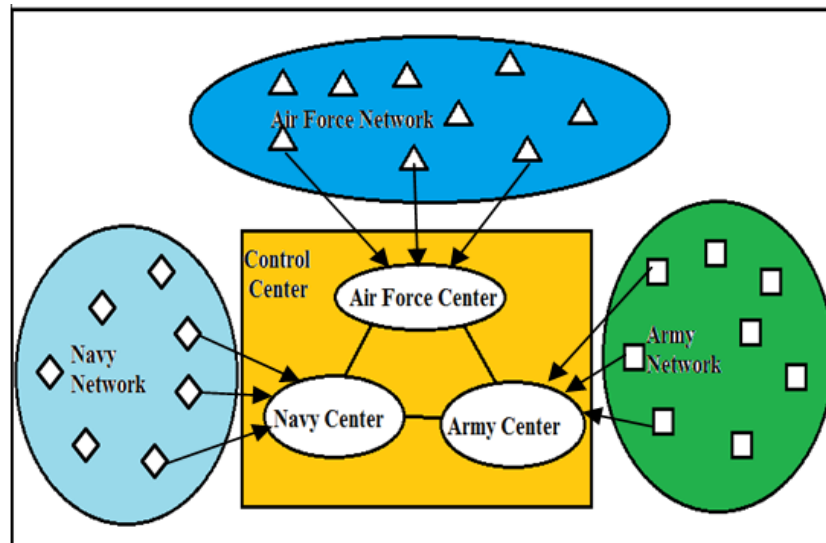 Air Force Network
Control
Center
Air Force Center
Navy
Network
Army
Network
Navy Center
Army Center